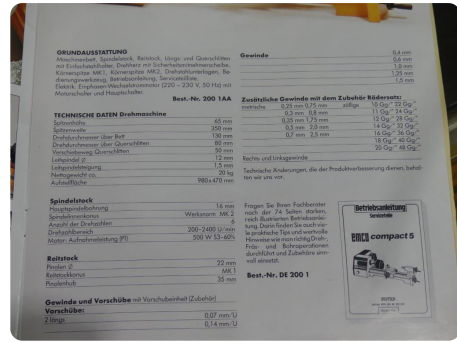 GRUNDAUSSTATTUNG
Maschinenbett, Spindelstock, Reitstock, Längs und Querschlitten
mit Einfachstahlhalter, Drehherz mit Sicherheitsdrehmeisel,
Körnerspitze MK1, Körnerspitze MK2, Drehstahlunterlagen, Be-
dienungswerkzeug, Betriebsanleitung, Serviceteilliste.
Elektrik. Einphasen-Wechselstrommotor (220 – 230 V, 50 Hz) mit
Motorschalter und Hauptschalter.
Best.-Nr. 200 1AA
TECHNISCHE DATEN Drehmaschine
Spitzenhöhe 65 mm
Spitzenweite 350 mm
Drehdurchmesser über Bett 130 mm
Drehdurchmesser über Querschlitten 80 mm
Verschiebeweg Querschlitten 50 mm
Leitspindel ø 12 mm
Leitspindelsteigung 1,5 mm
Nettogewicht ca. 20 kg
Aufstellfläche 980x470 mm
Spindelstock
Hauptspindelbohrung 16 mm
Spindelinnenkonus Werksnorm MK 2
Anzahl der Drehzahlen 6
Drehzahlbereich 200–2400 U/min
Motor: Aufnahmeleistung (P1) 500 W S3–60%
Reitstock
Pinolen Ø 22 mm
Reitstockkonus MK 1
Pinolenhub 35 mm
Gewinde und Vorschübe mit Vorschubeinheit (Zubehör)
Vorschübe:
2 längs 0,07 mm/U
0,14 mm/U
Gewinde 0,4 mm
0,6 mm
1,0 mm
1,25 mm
1,5 mm
Zusätzliche Gewinde mit dem Zubehör Rädersatz:
metrische 0,25 mm 0,75 mm zöllige 10 Gg/" 22 Gg/"
0,3 mm 0,8 mm 11 Gg/" 24 Gg/"
0,35 mm 1,75 mm 12 Gg/" 28 Gg/"
0,5 mm 2,0 mm 14 Gg/" 32 Gg/"
0,7 mm 2,5 mm 16 Gg/" 36 Gg/"
18 Gg/" 40 Gg/"
20 Gg/" 48 Gg/"
Rechts und Linksgewinde
Technische Änderungen, die der Produktverbesserung dienen, behal-
ten wir uns vor.
Fragen Sie Ihren Fachberater
nach der 74 Seiten starken,
reich illustrierten Betriebsanlei-
tung. Darin finden Sie auch vie-
le praktische Tips und wertvolle
Hinweise wie man richtig Dreh-,
Fräs- und Bohroperationen
durchführt und Zubehöre sinn-
voll einsetzt.
Best.-Nr. DE 200 1
Betriebsanleitung
Serviceteile
emco compact 5